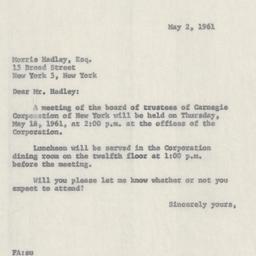 May 2, 1961
Morris Hadley, Esq.
15 Broad Street
New York 5, New York
Dear Mr. Hadley:
A meeting of the board of trustees of Carnegie
Corporation of New York will be held on Thursday,
May 18, 1961, at 2:00 p.m. at the offices of the
Corporation.
Luncheon will be served in the Corporation
dining room on the twelfth floor at 1:00 p.m.
before the meeting.
Will you please let me know whether or not you
expect to attend?
Sincerely yours,
FA:su